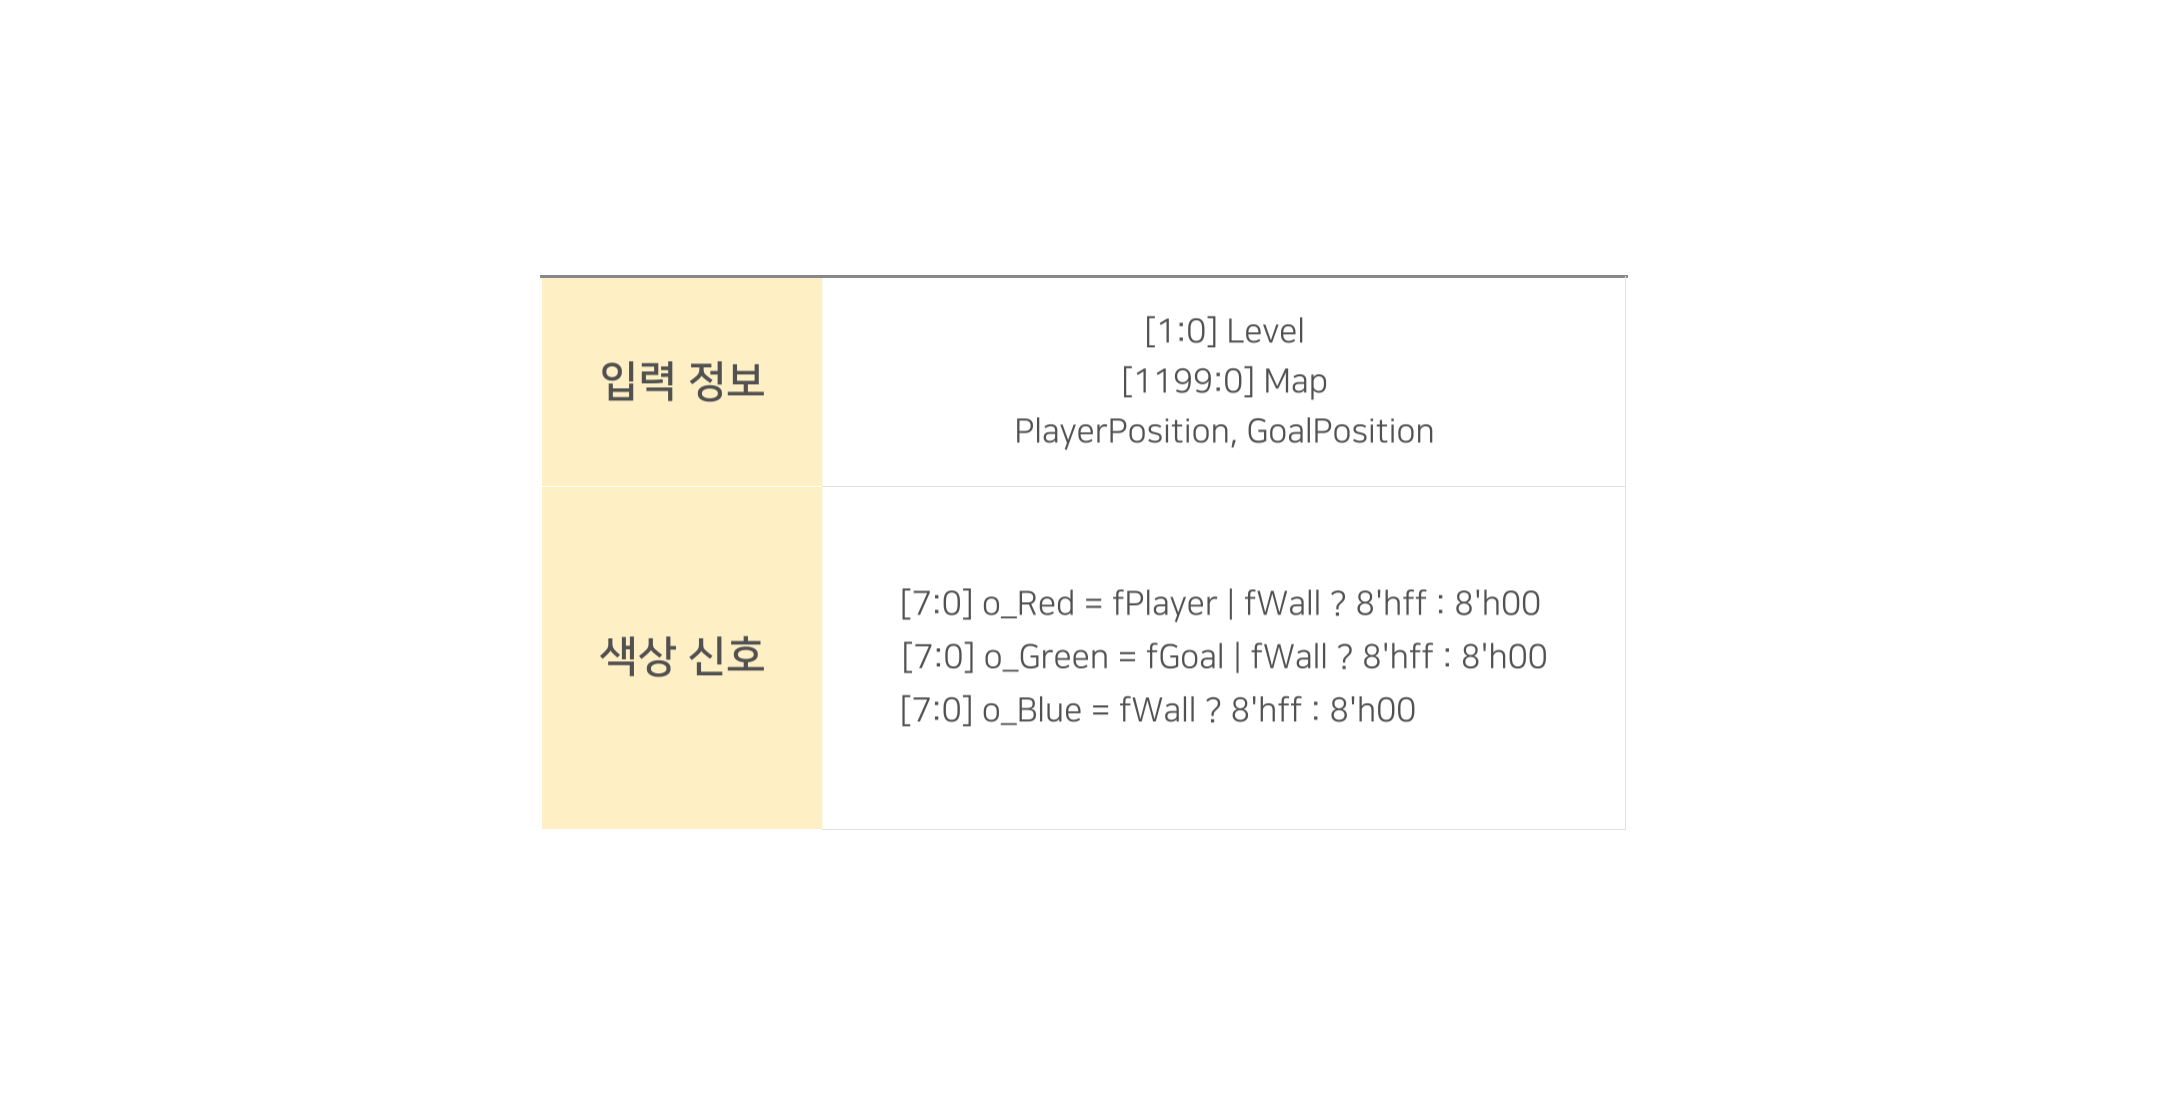 입력 정보
[1:0] Level
[1199:0] Map
PlayerPosition, GoalPosition
색상 신호
[7:0] o_Red = fPlayer | fWall ? 8'hff : 8'h00
[7:0] o_Green = fGoal | fWall ? 8'hff : 8'h00
[7:0] o_Blue = fWall ? 8'hff : 8'h00